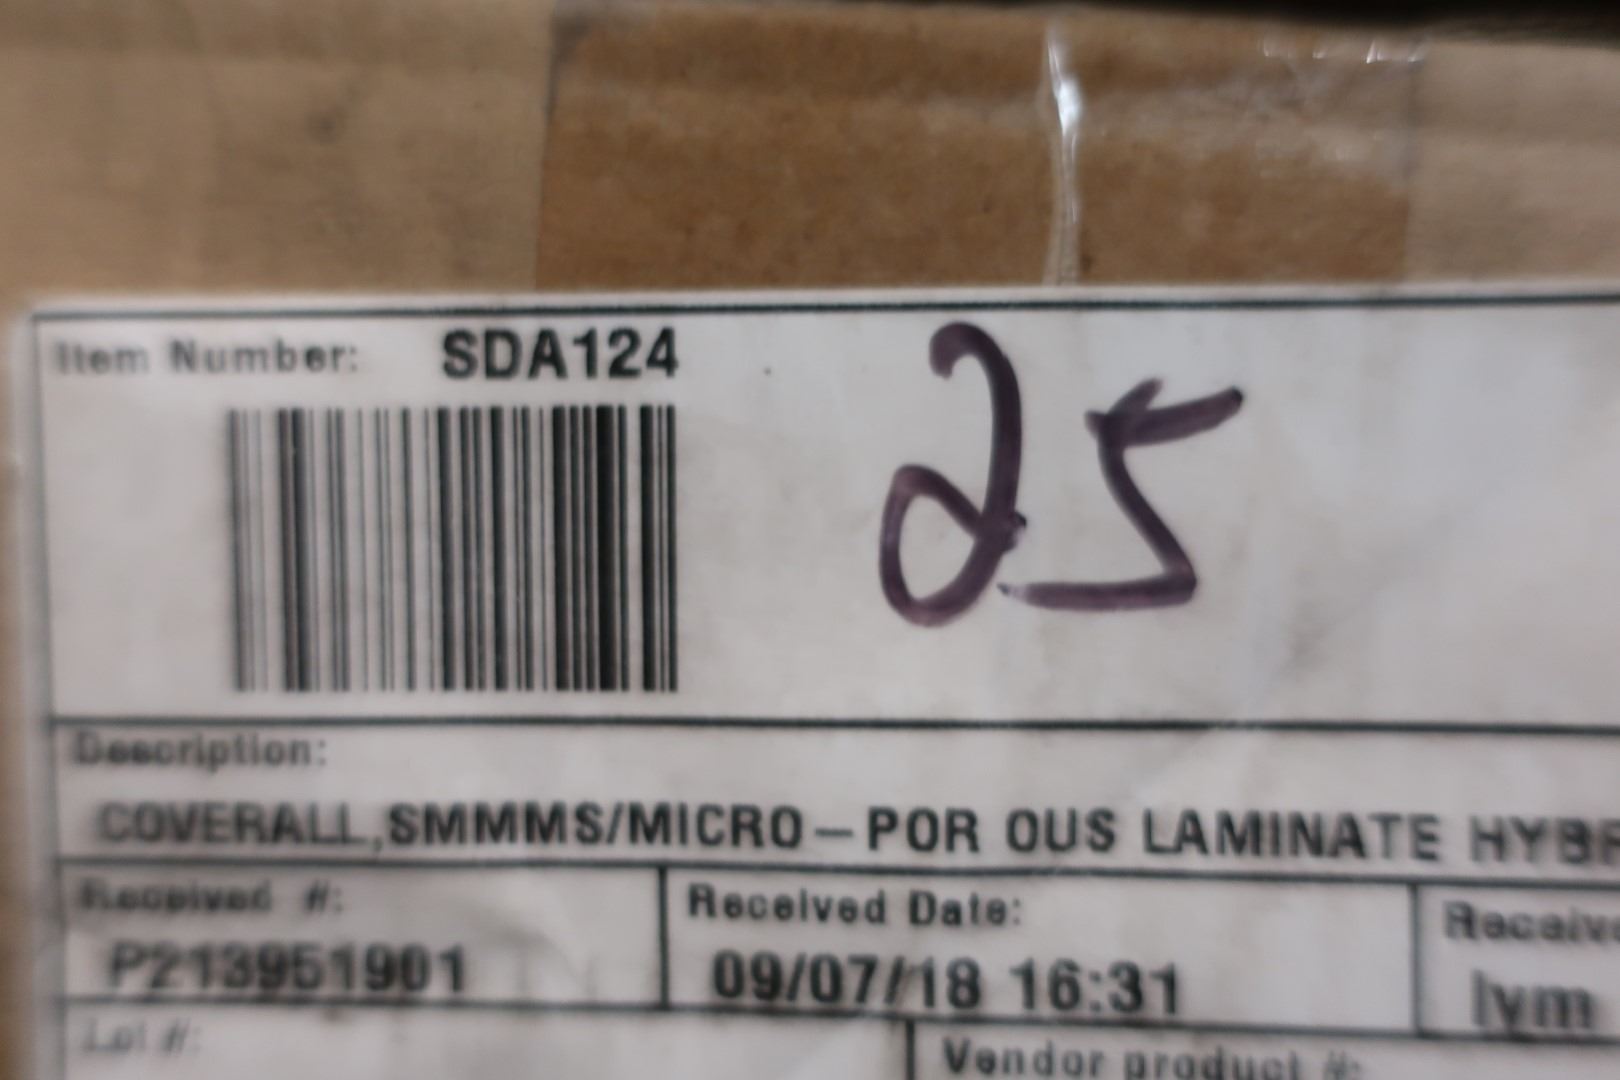 Item Number: SDA124
25
Description:
COVERALL,SMMMS/MICRO-POR OUS LAMINATE HYBR
Received #: Received Date: Receive
P213951901 09/07/18 16:31 lym
Lot #: Vendor product #: